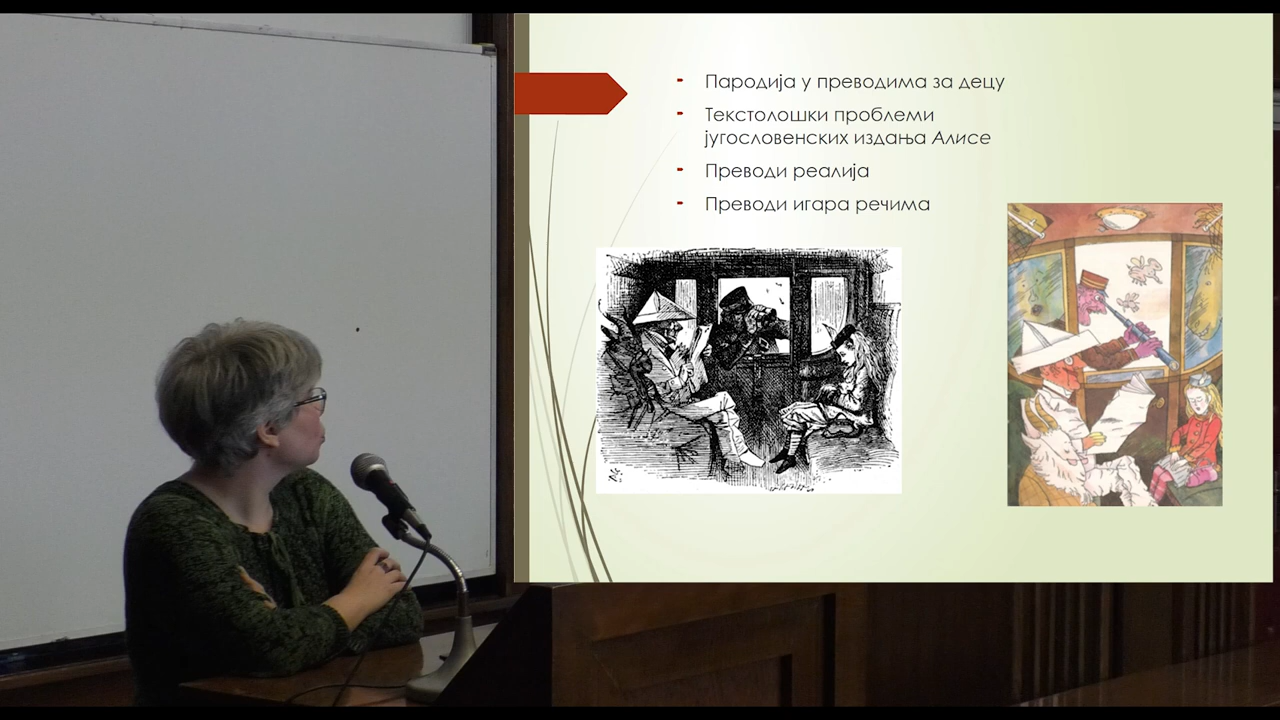 - Пародија у преводима за децу
- Текстолошки проблеми
југословенских издања Алисе
- Преводи реалија
- Преводи игара речима